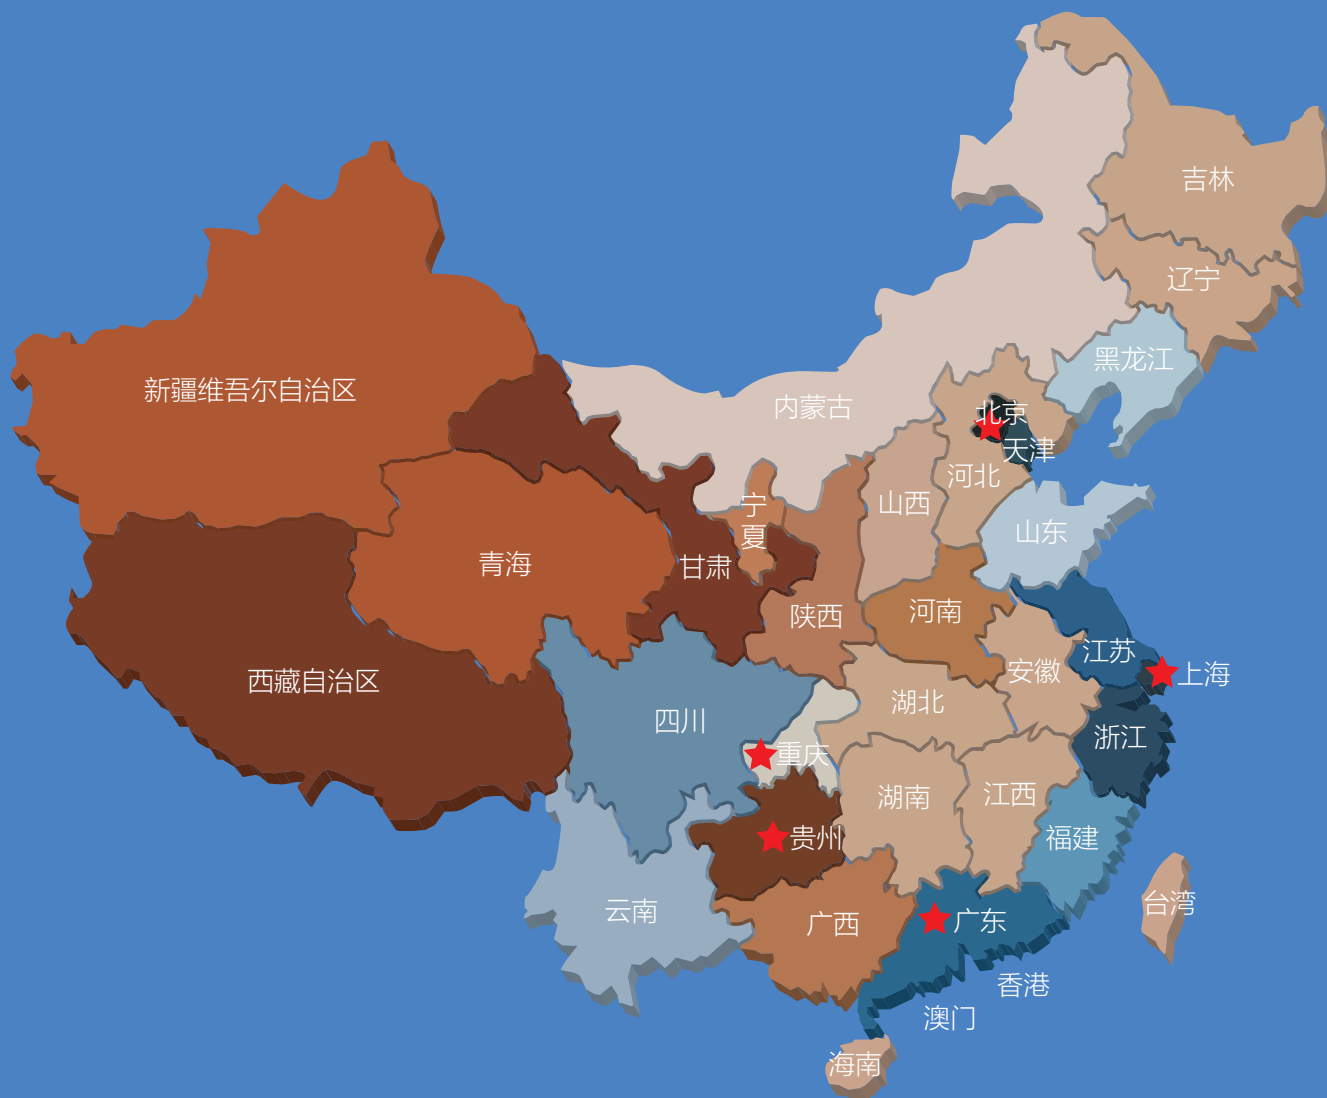 吉林
辽宁
黑龙江
新疆维吾尔自治区
内蒙古
北京
天津
河北
山西
宁
夏
山东
青海
甘肃
河南
陕西
江苏
安徽
上海
西藏自治区
湖北
四川
浙江
重庆
江西
湖南
贵州
福建
台湾
云南
广西
广东
香港
澳门
海南